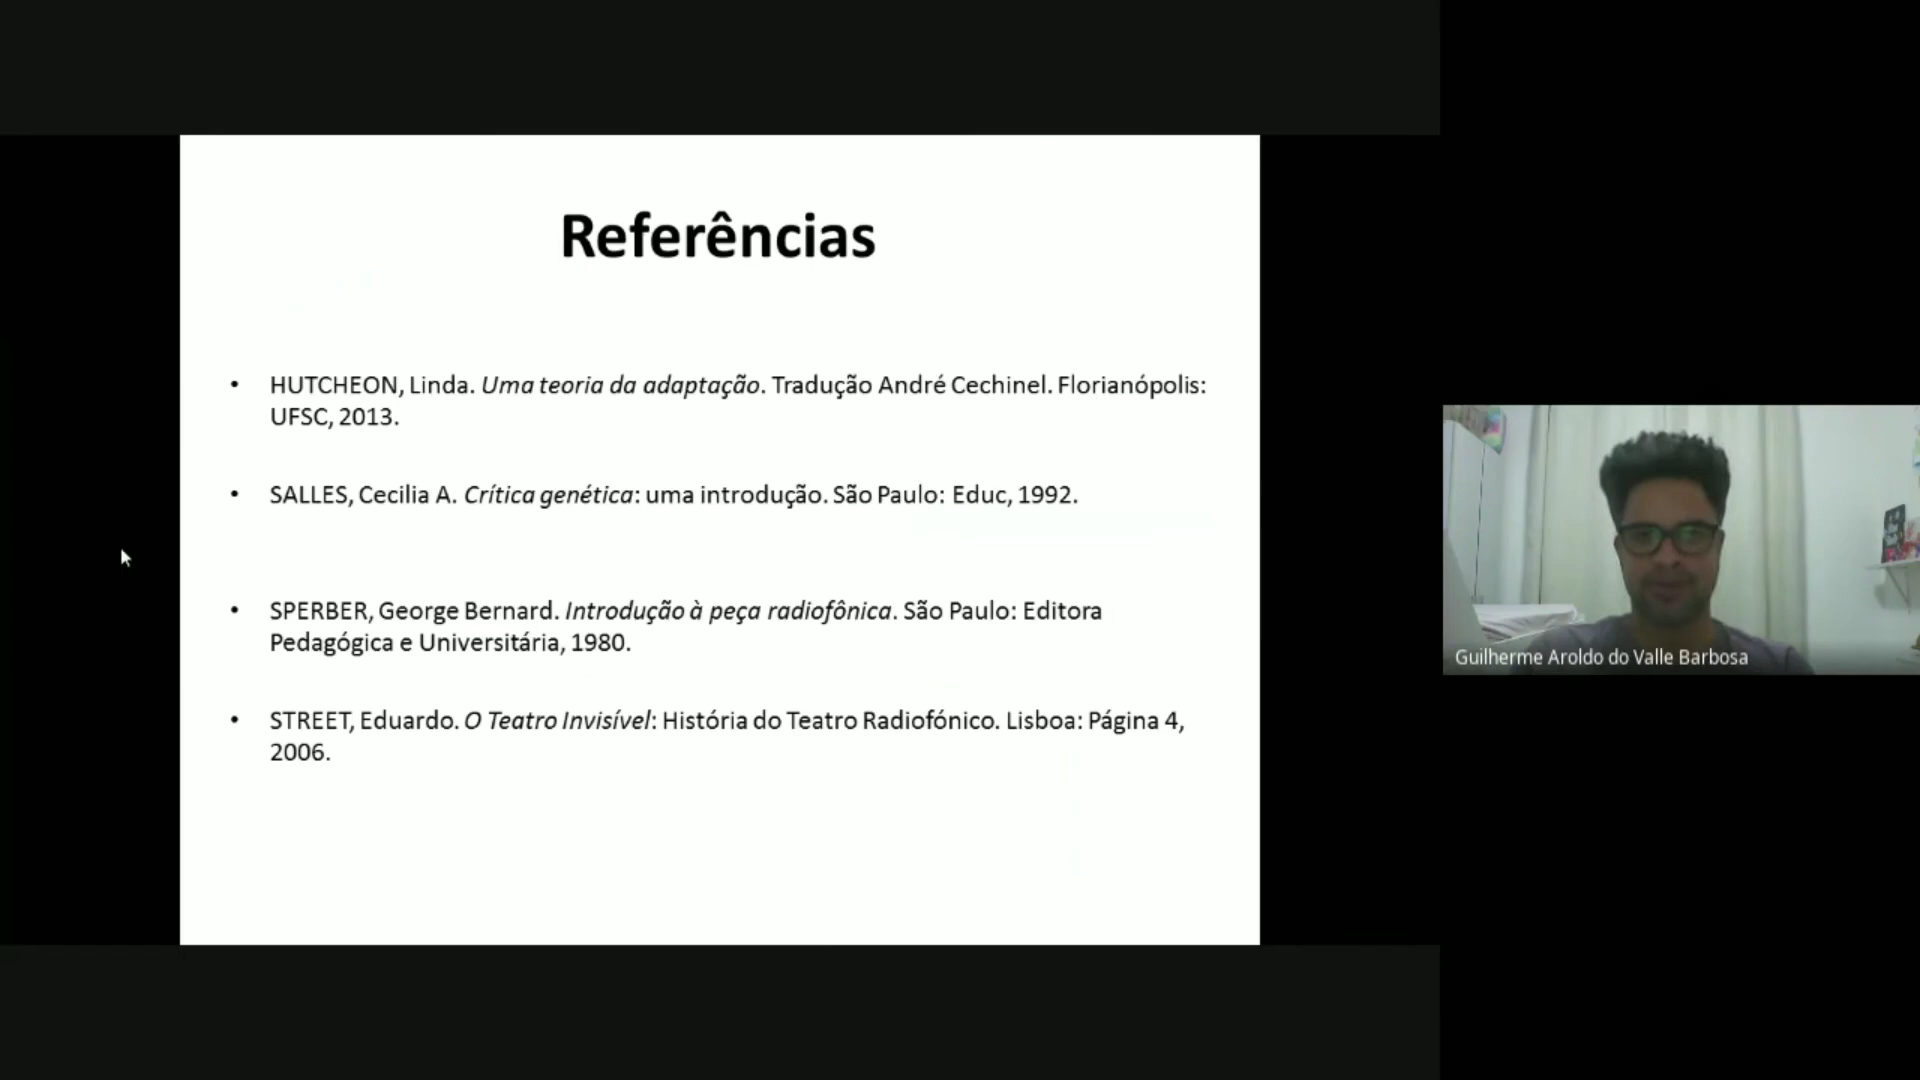 Referências
• HUTCHEON, Linda. Uma teoria da adaptação. Tradução André Cechinel. Florianópolis:
UFSC, 2013.
• SALLES, Cecilia A. Crítica genética: uma introdução. São Paulo: Educ, 1992.
• SPERBER, George Bernard. Introdução à peça radiofônica. São Paulo: Editora
Pedagógica e Universitária, 1980.
• STREET, Eduardo. O Teatro Invisível: História do Teatro Radiofónico. Lisboa: Página 4,
2006.
Guilherme Aroldo do Valle Barbosa